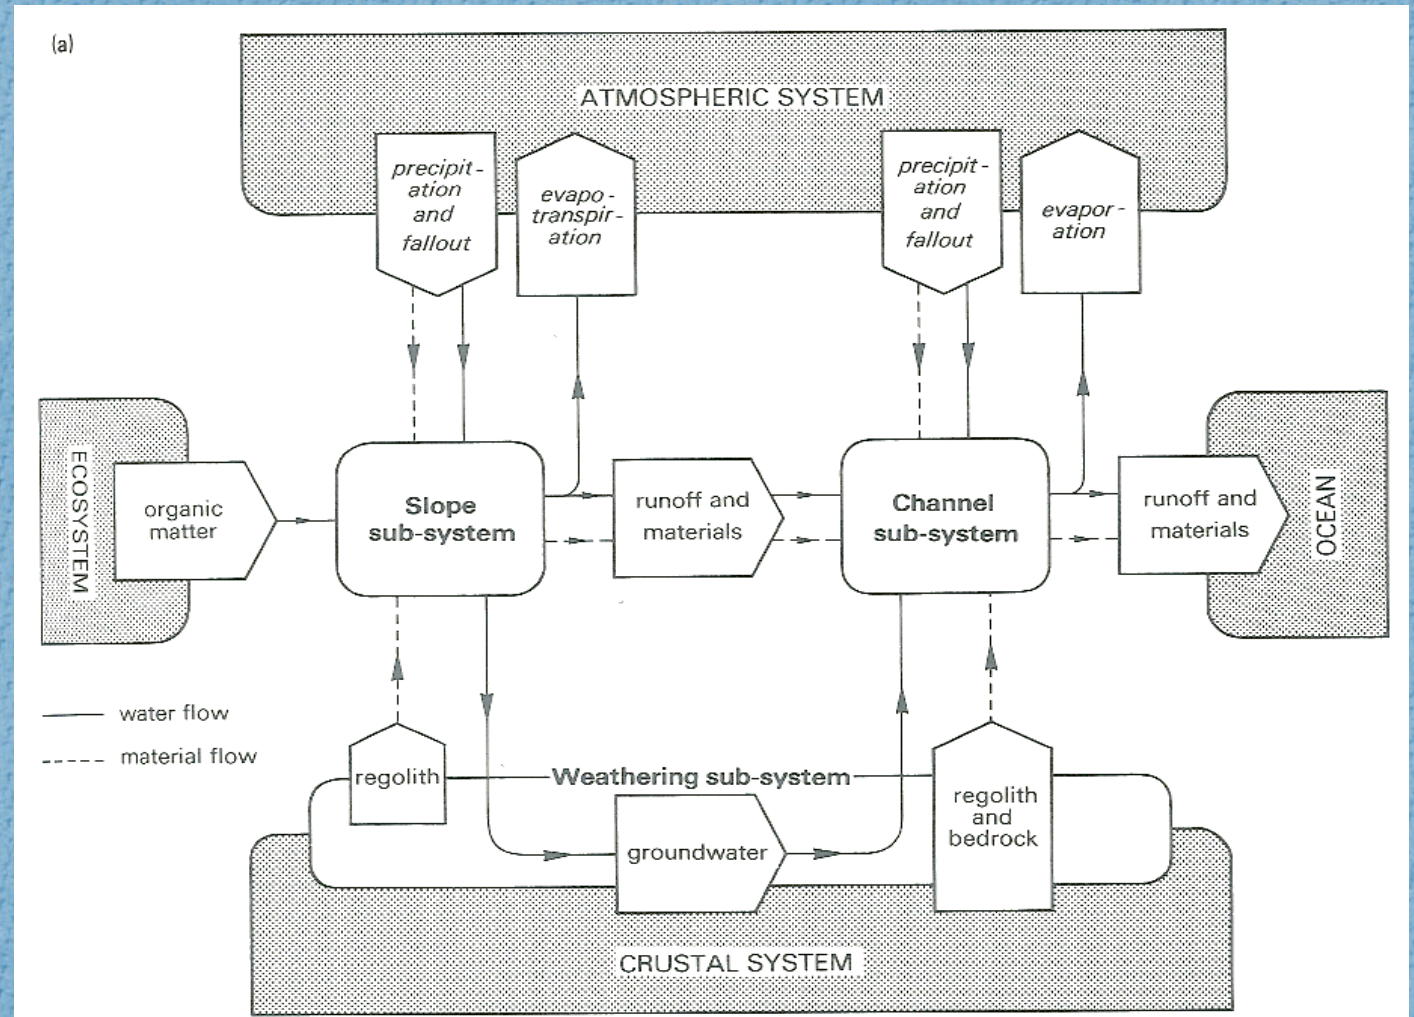 (a)
ATMOSPHERIC SYSTEM
precipit-
ation
and
fallout
evapo-
transpir-
ation
precipit-
ation
and
fallout
evapor-
ation
ECOSYSTEM
organic
matter
Slope
sub-system
runoff and
materials
Channel
sub-system
runoff and
materials
OCEAN
water flow
material flow
regolith
Weathering sub-system
groundwater
regolith
and
bedrock
CRUSTAL SYSTEM